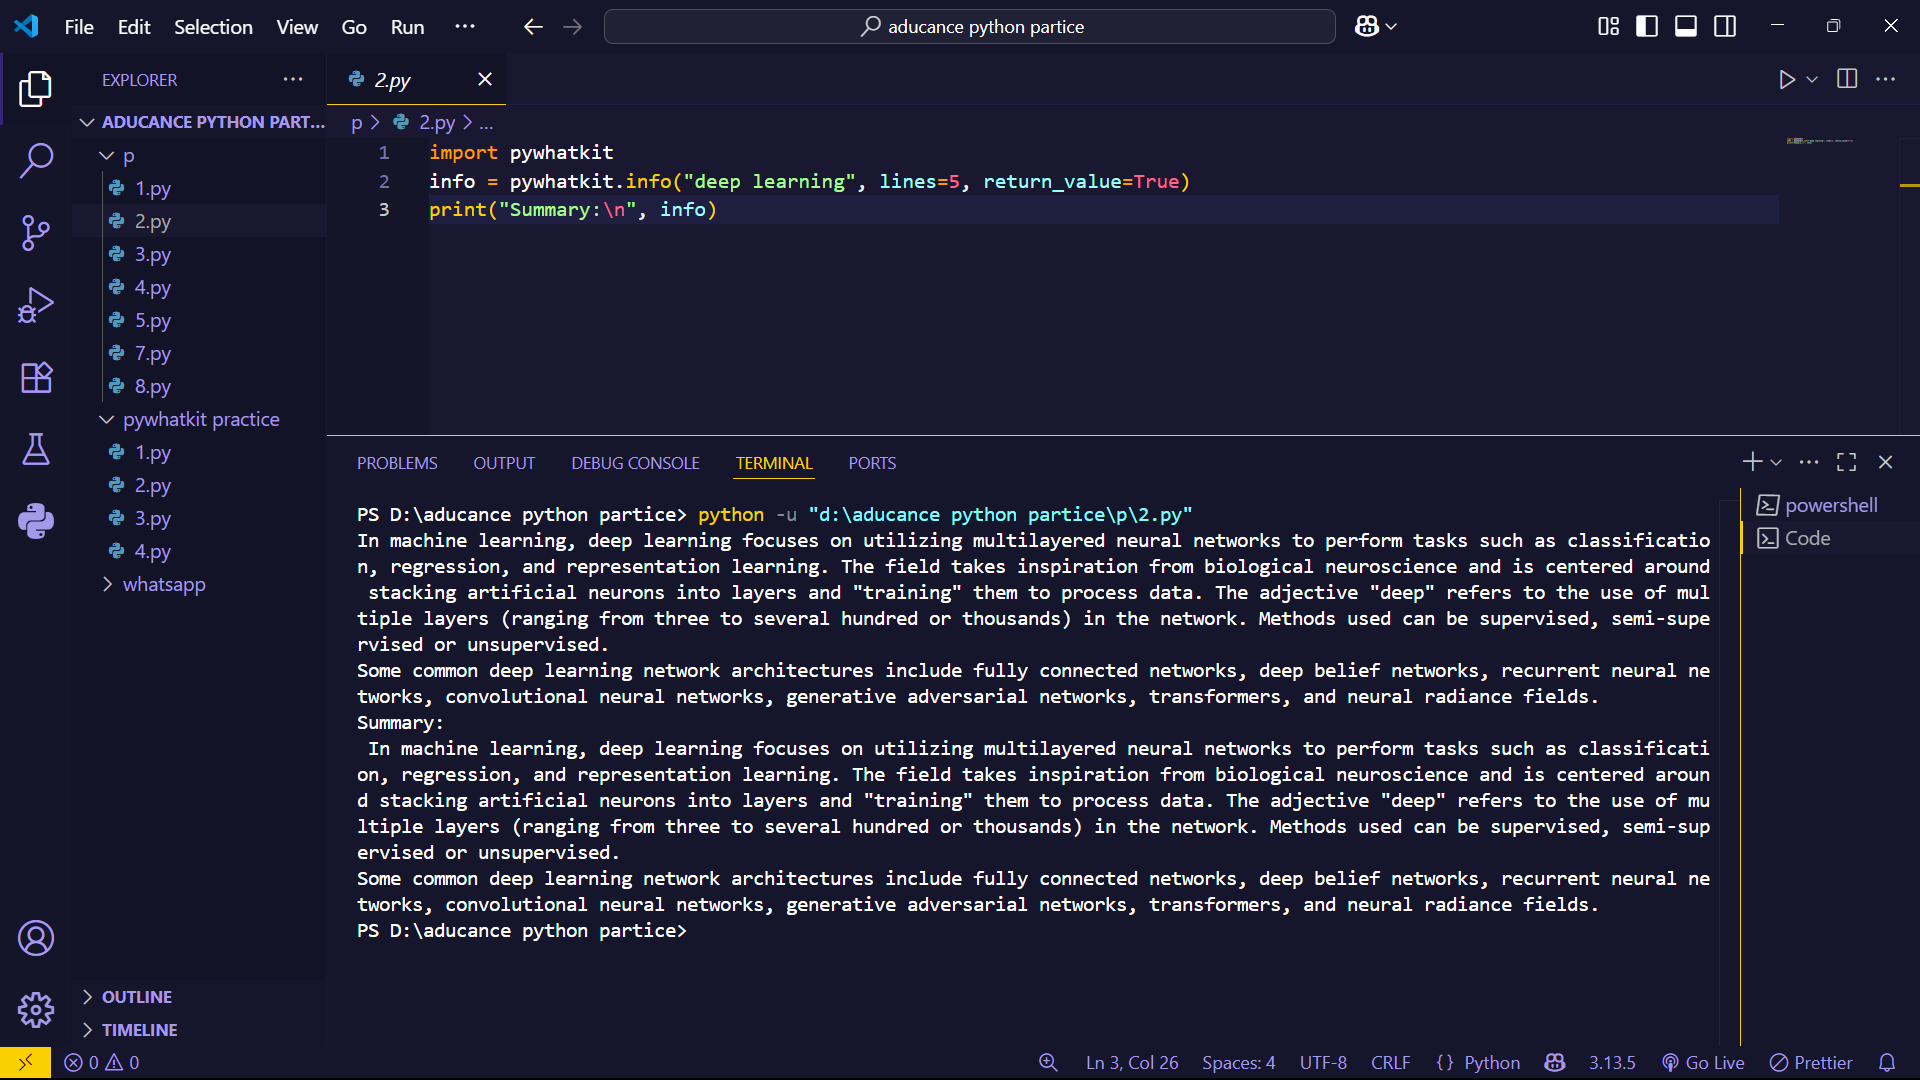 File Edit Selection View Go Run ··· aducance python partice
EXPLORER
ADUCANCE PYTHON PART...
p
1.py
2.py
3.py
4.py
5.py
7.py
8.py
pywhatkit practice
1.py
2.py
3.py
4.py
whatsapp
OUTLINE
TIMELINE
2.py
p > 2.py > ...
1 import pywhatkit
2 info = pywhatkit.info("deep learning", lines=5, return_value=True)
3 print("Summary:\n", info)
PROBLEMS OUTPUT DEBUG CONSOLE TERMINAL PORTS
PS D:\aducance python partice> python -u "d:\aducance python partice\p\2.py"
In machine learning, deep learning focuses on utilizing multilayered neural networks to perform tasks such as classificatio
n, regression, and representation learning. The field takes inspiration from biological neuroscience and is centered around
 stacking artificial neurons into layers and "training" them to process data. The adjective "deep" refers to the use of mul
tiple layers (ranging from three to several hundred or thousands) in the network. Methods used can be supervised, semi-supe
rvised or unsupervised.
Some common deep learning network architectures include fully connected networks, deep belief networks, recurrent neural ne
tworks, convolutional neural networks, generative adversarial networks, transformers, and neural radiance fields.
Summary:
 In machine learning, deep learning focuses on utilizing multilayered neural networks to perform tasks such as classificati
on, regression, and representation learning. The field takes inspiration from biological neuroscience and is centered aroun
d stacking artificial neurons into layers and "training" them to process data. The adjective "deep" refers to the use of mu
ltiple layers (ranging from three to several hundred or thousands) in the network. Methods used can be supervised, semi-sup
ervised or unsupervised.
Some common deep learning network architectures include fully connected networks, deep belief networks, recurrent neural ne
tworks, convolutional neural networks, generative adversarial networks, transformers, and neural radiance fields.
PS D:\aducance python partice>
powershell
Code
0 0 Ln 3, Col 26 Spaces: 4 UTF-8 CRLF {} Python 3.13.5 Go Live Prettier